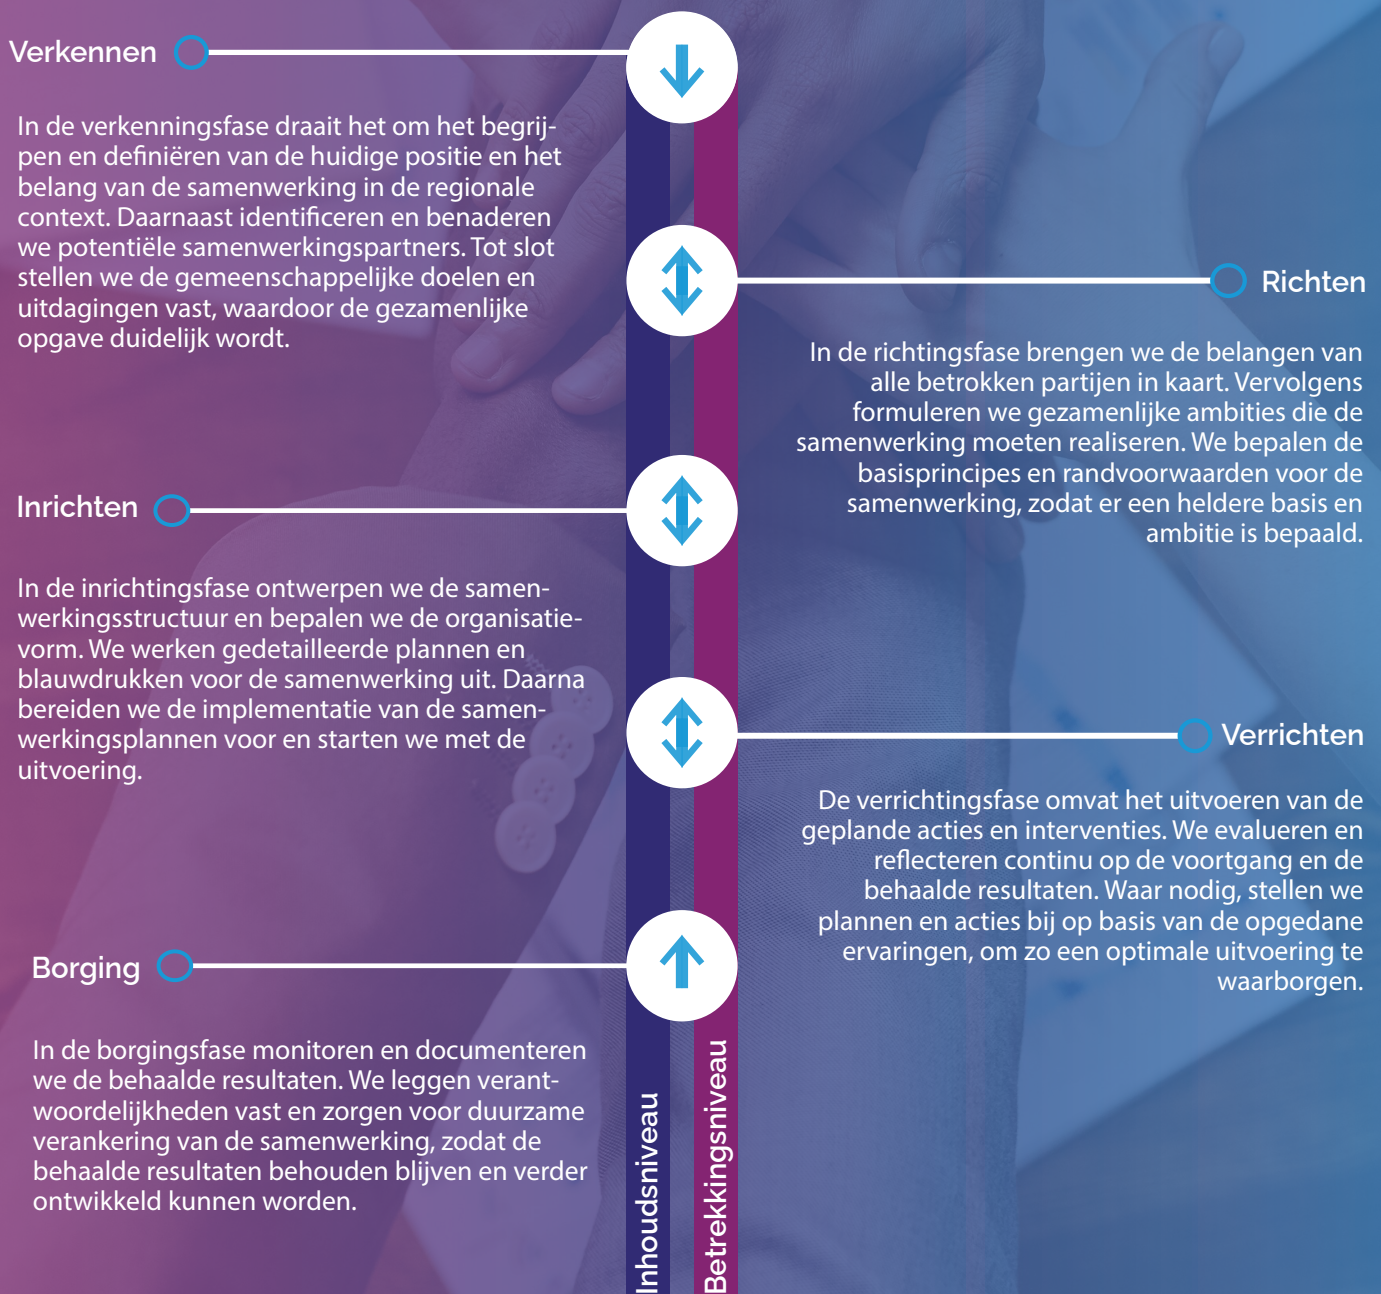 Verkennen
In de verkenningsfase draait het om het begrij-
pen en definiëren van de huidige positie en het
belang van de samenwerking in de regionale
context. Daarnaast identificeren en benaderen
we potentiële samenwerkingspartners. Tot slot
stellen we de gemeenschappelijke doelen en
uitdagingen vast, waardoor de gezamenlijke
opgave duidelijk wordt.
Richten
In de richtingsfase brengen we de belangen van
alle betrokken partijen in kaart. Vervolgens
formuleren we gezamenlijke ambities die de
samenwerking moeten realiseren. We bepalen de
basisprincipes en randvoorwaarden voor de
samenwerking, zodat er een heldere basis en
ambitie is bepaald.
Inrichten
In de inrichtingsfase ontwerpen we de samen-
werkingsstructuur en bepalen we de organisatie-
vorm. We werken gedetailleerde plannen en
blauwdrukken voor de samenwerking uit. Daarna
bereiden we de implementatie van de samen-
werkingsplannen voor en starten we met de
uitvoering.
Verrichten
De verrichtingsfase omvat het uitvoeren van de
geplande acties en interventies. We evalueren en
reflecteren continu op de voortgang en de
behaalde resultaten. Waar nodig, stellen we
plannen en acties bij op basis van de opgedane
ervaringen, om zo een optimale uitvoering te
waarborgen.
Borging
In de borgingsfase monitoren en documenteren
we de behaalde resultaten. We leggen verant-
woordelijkheden vast en zorgen voor duurzame
verankering van de samenwerking, zodat de
behaalde resultaten behouden blijven en verder
ontwikkeld kunnen worden.
Inhoudsniveau
Betrekkingsniveau